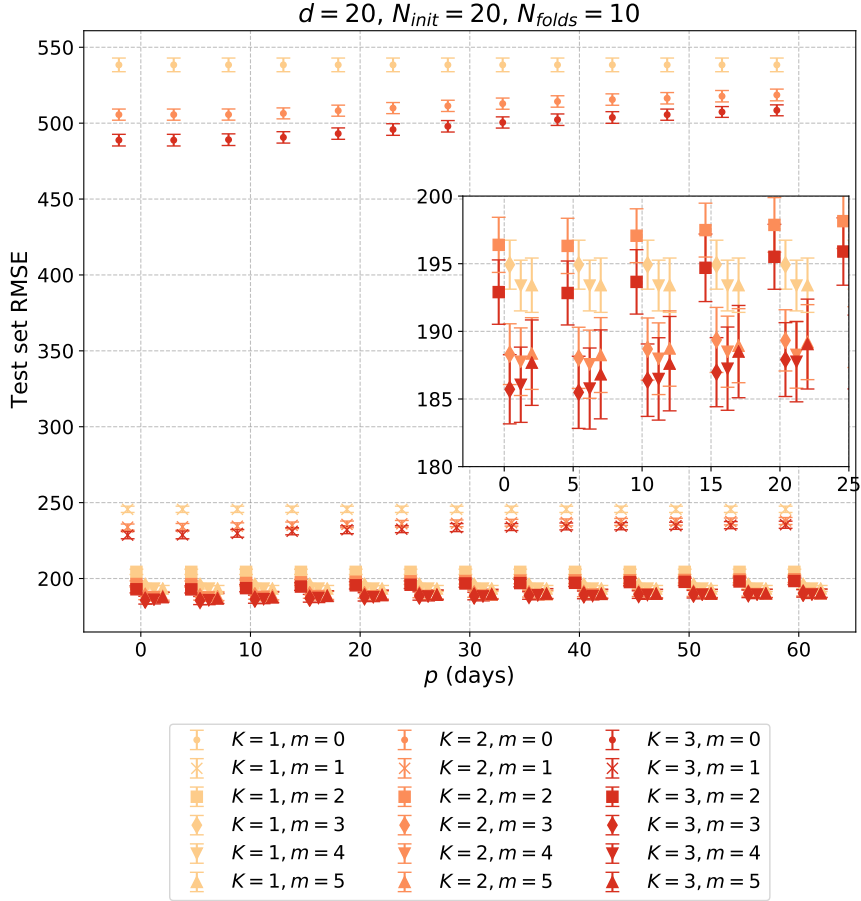 d = 20, N_init = 20, N_folds = 10
Test set RMSE
550
500
450
400
350
300
250
200
200
195
190
185
180
0 5 10 15 20 25
0 10 20 30 40 50 60
p (days)
K = 1, m = 0 K = 2, m = 0 K = 3, m = 0
K = 1, m = 1 K = 2, m = 1 K = 3, m = 1
K = 1, m = 2 K = 2, m = 2 K = 3, m = 2
K = 1, m = 3 K = 2, m = 3 K = 3, m = 3
K = 1, m = 4 K = 2, m = 4 K = 3, m = 4
K = 1, m = 5 K = 2, m = 5 K = 3, m = 5